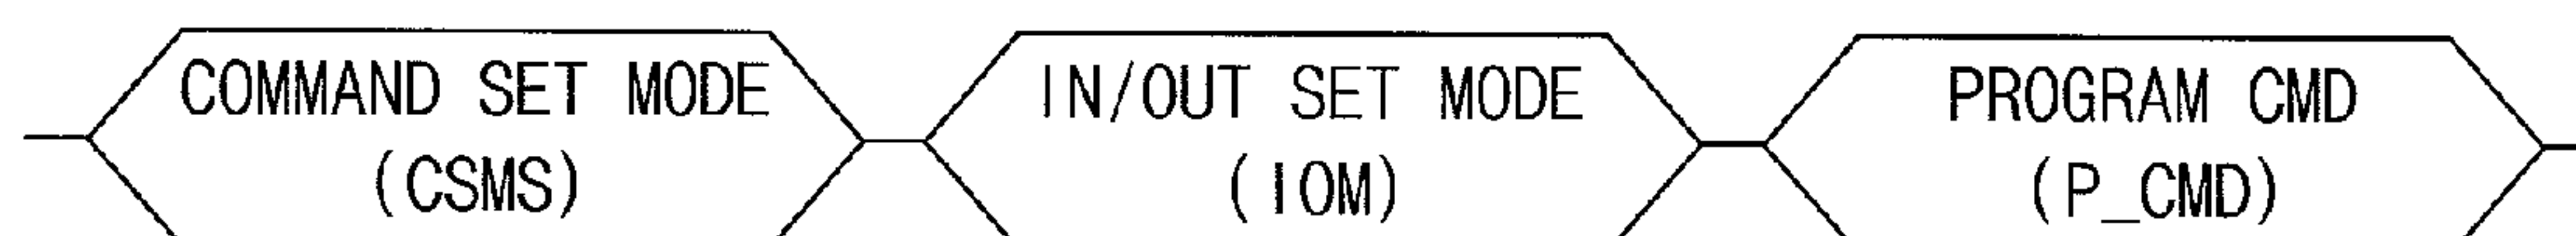 COMMAND SET MODE IN/OUT SET MODE PROGRAM CMD
(CSMS) (IOM) (P_CMD)